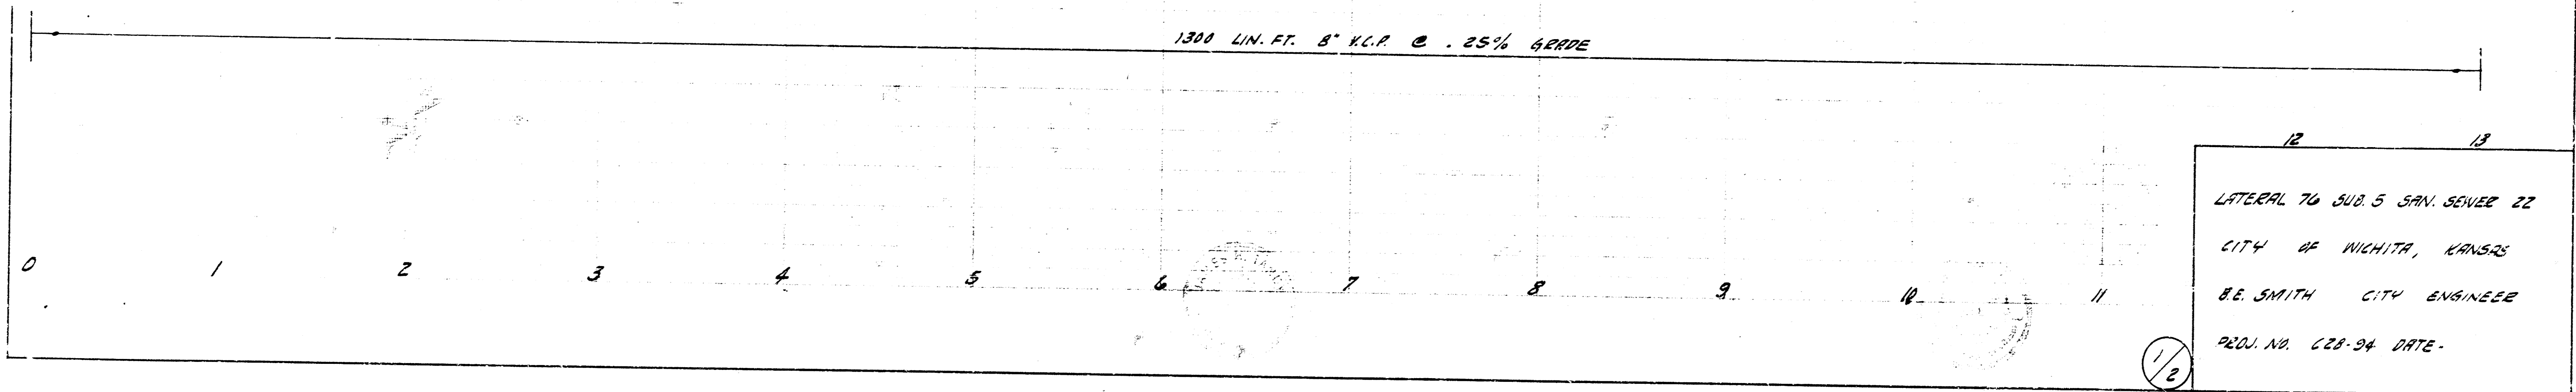 1300 LIN. FT. 8" V.C.P. @ .25% GRADE
12 13
0 1 2 3 4 5 6 7 8 9 10 11
LATERAL 76 SUB. 5 SAN. SEWER 22
CITY OF WICHITA, KANSAS
B.E. SMITH CITY ENGINEER
PROJ. NO. C28-94 DATE-
1/2